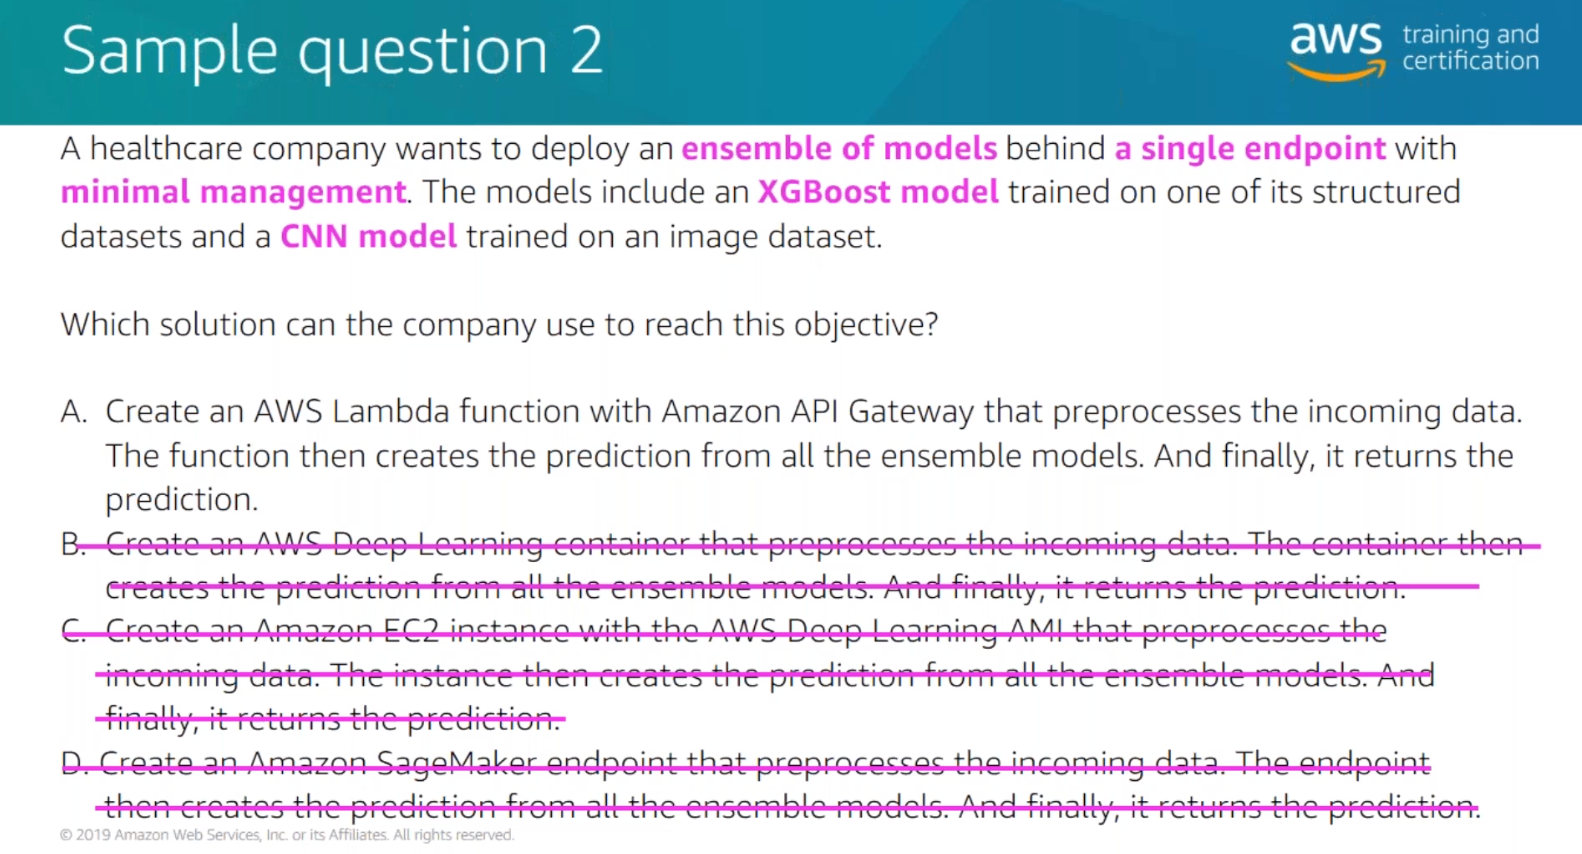 Sample question 2
aws training and
certification
A healthcare company wants to deploy an ensemble of models behind a single endpoint with
minimal management. The models include an XGBoost model trained on one of its structured
datasets and a CNN model trained on an image dataset.
Which solution can the company use to reach this objective?
A. Create an AWS Lambda function with Amazon API Gateway that preprocesses the incoming data.
The function then creates the prediction from all the ensemble models. And finally, it returns the
prediction.
B. Create an AWS Deep Learning container that preprocesses the incoming data. The container then
creates the prediction from all the ensemble models. And finally, it returns the prediction.
C. Create an Amazon EC2 instance with the AWS Deep Learning AMI that preprocesses the
incoming data. The instance then creates the prediction from all the ensemble models. And
finally, it returns the prediction.
D. Create an Amazon SageMaker endpoint that preprocesses the incoming data. The endpoint
then creates the prediction from all the ensemble models. And finally, it returns the prediction.
© 2019 Amazon Web Services, Inc. or its Affiliates. All rights reserved.